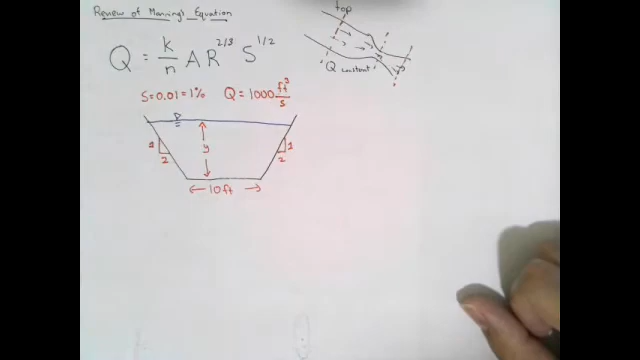 Review of Manning's Equation
top
Q = k/n A R^2/3 S^1/2
Q constant
S = 0.01 = 1% Q = 1000 ft³/s
1 y 1
2 2
10 ft